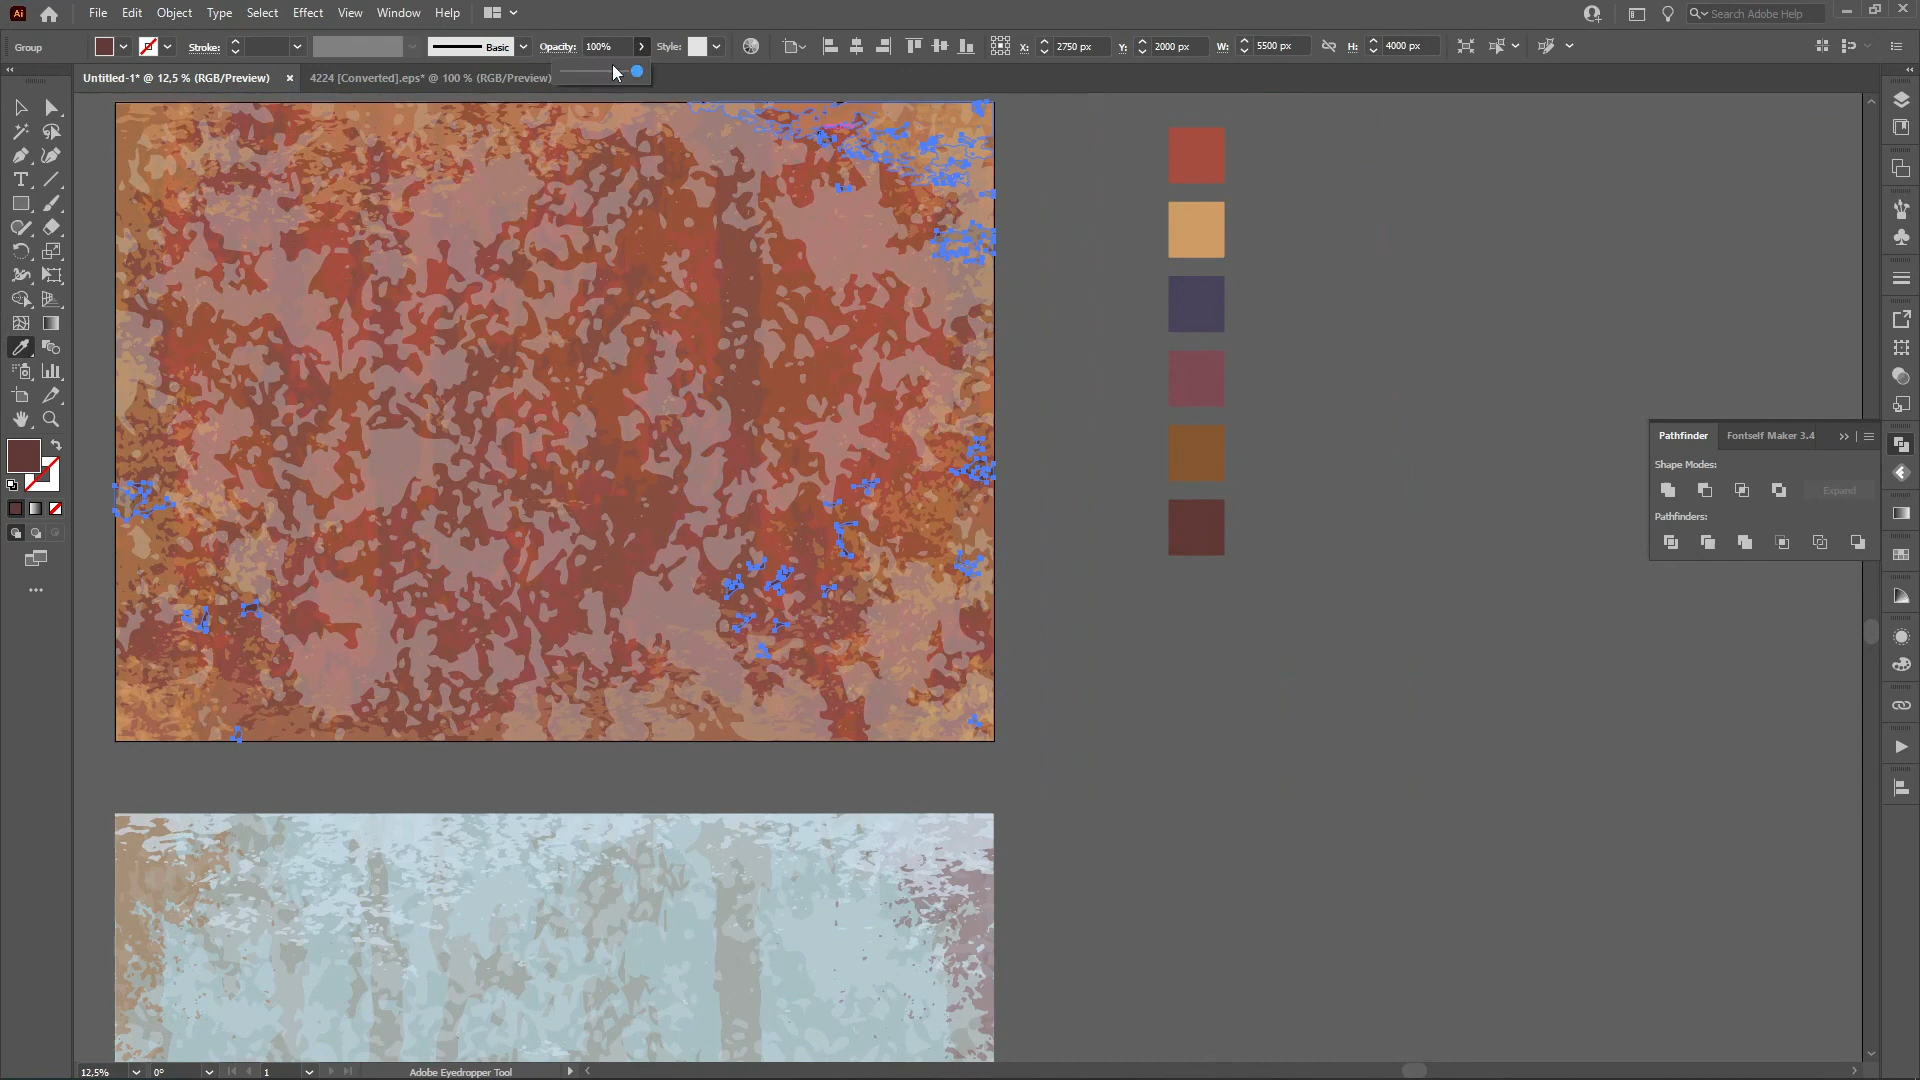 Ai File Edit Object Type Select Effect View Window Help Search Adobe Help
Group Stroke: Basic Opacity: 100% Style: X: 2750 px Y: 2000 px W: 5500 px H: 4000 px
Untitled-1* @ 12,5 % (RGB/Preview) × 4224 [Converted].eps* @ 100 % (RGB/Preview)
Pathfinder Fontself Maker 3.4
Shape Modes:
Expand
Pathfinders:
12,5% 0° 1 Adobe Eyedropper Tool